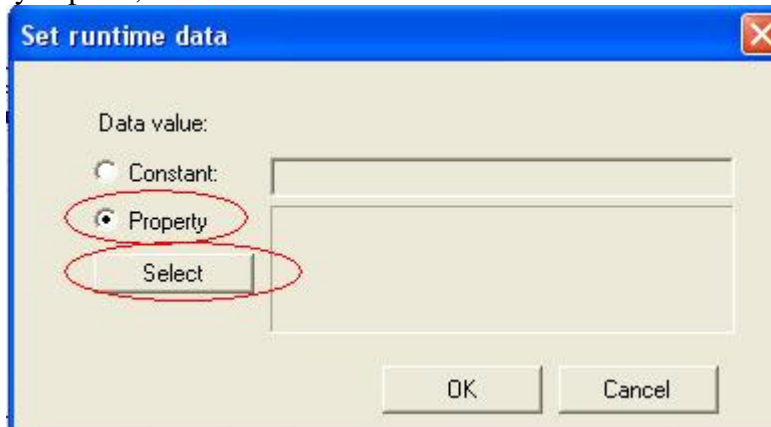 Set runtime data
Data value:
Constant:
Property
Select
OK Cancel